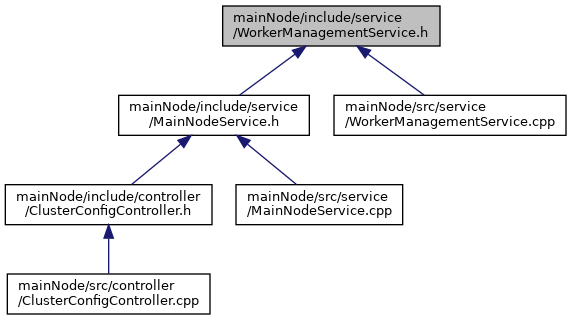 mainNode/include/service
/WorkerManagementService.h
mainNode/include/service
/MainNodeService.h
mainNode/src/service
/WorkerManagementService.cpp
mainNode/include/controller
/ClusterConfigController.h
mainNode/src/service
/MainNodeService.cpp
mainNode/src/controller
/ClusterConfigController.cpp